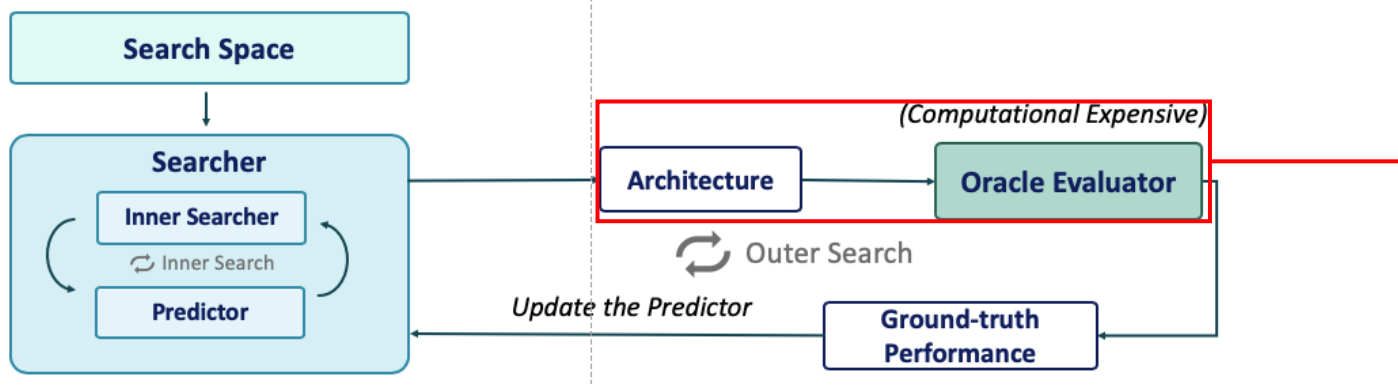 Search Space
(Computational Expensive)
Searcher
Architecture
Oracle Evaluator
Inner Searcher
Inner Search
Outer Search
Predictor
Update the Predictor
Ground-truth
Performance